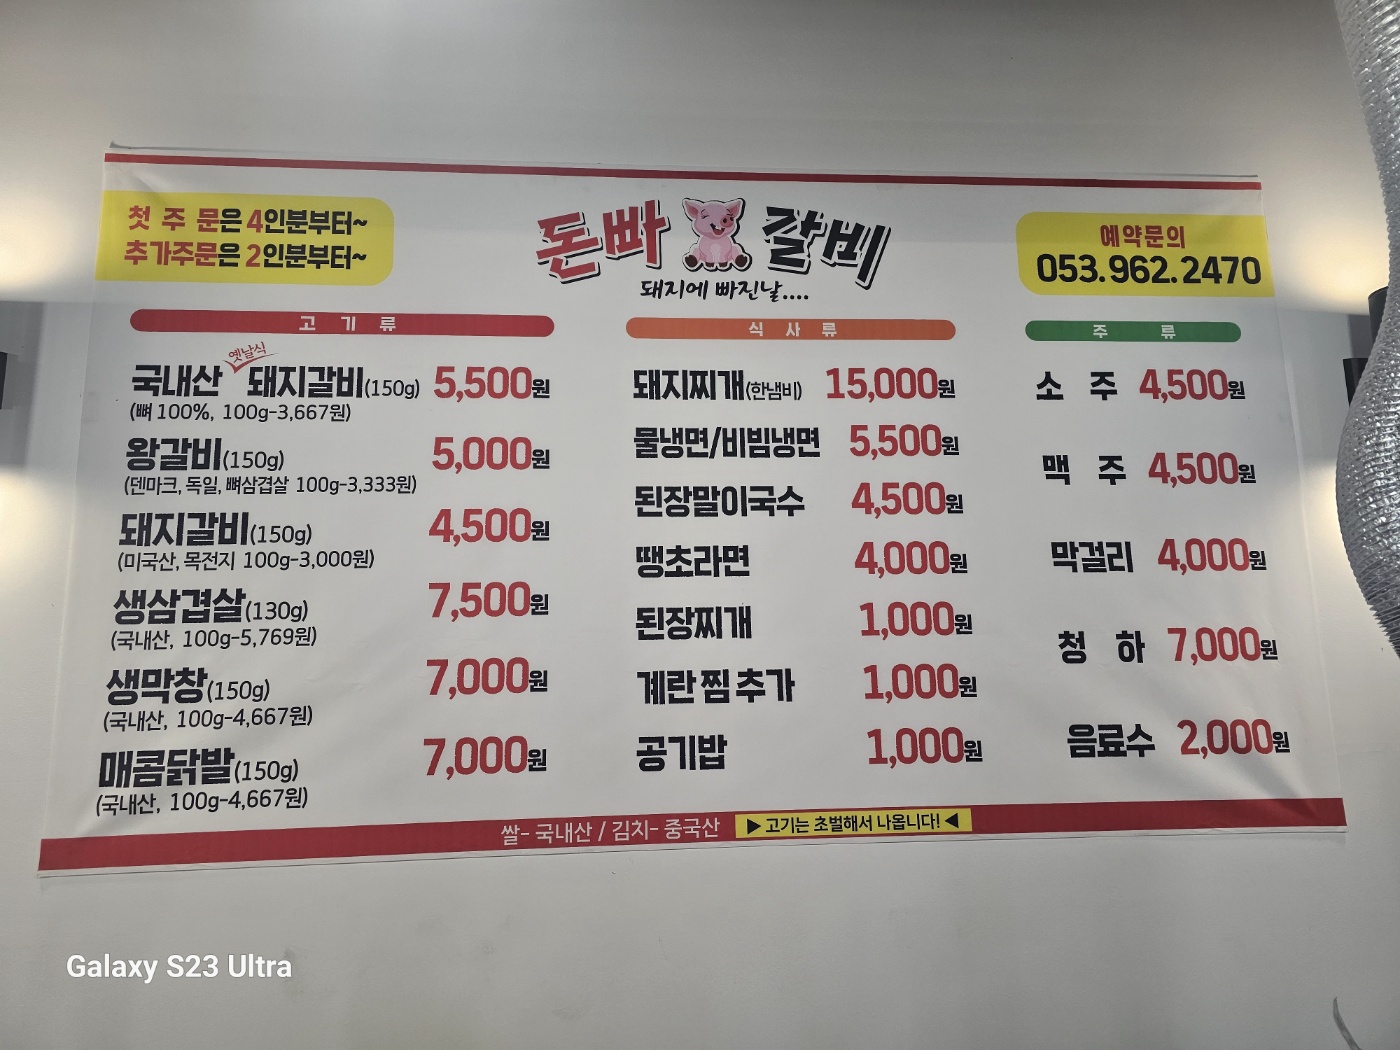 첫 주 문은 4인분부터~
추가주문은 2인분부터~
돈빠 갈비
돼지에 빠진날....
예약문의
053.962.2470
고 기 류
옛날식
국내산 돼지갈비(150g) 5,500원
(뼈 100%, 100g-3,667원)
왕갈비(150g) 5,000원
(덴마크, 독일, 뼈삼겹살 100g-3,333원)
돼지갈비(150g) 4,500원
(미국산, 목전지 100g-3,000원)
생삼겹살(130g) 7,500원
(국내산, 100g-5,769원)
생막창(150g) 7,000원
(국내산, 100g-4,667원)
매콤닭발(150g) 7,000원
(국내산, 100g-4,667원)
식 사 류
돼지찌개(한냄비) 15,000원
물냉면/비빔냉면 5,500원
된장말이국수 4,500원
땡초라면 4,000원
된장찌개 1,000원
계란찜추가 1,000원
공기밥 1,000원
주 류
소 주 4,500원
맥 주 4,500원
막걸리 4,000원
청 하 7,000원
음료수 2,000원
쌀- 국내산 / 김치- 중국산 ▶ 고기는 초벌해서 나옵니다! ◀
Galaxy S23 Ultra